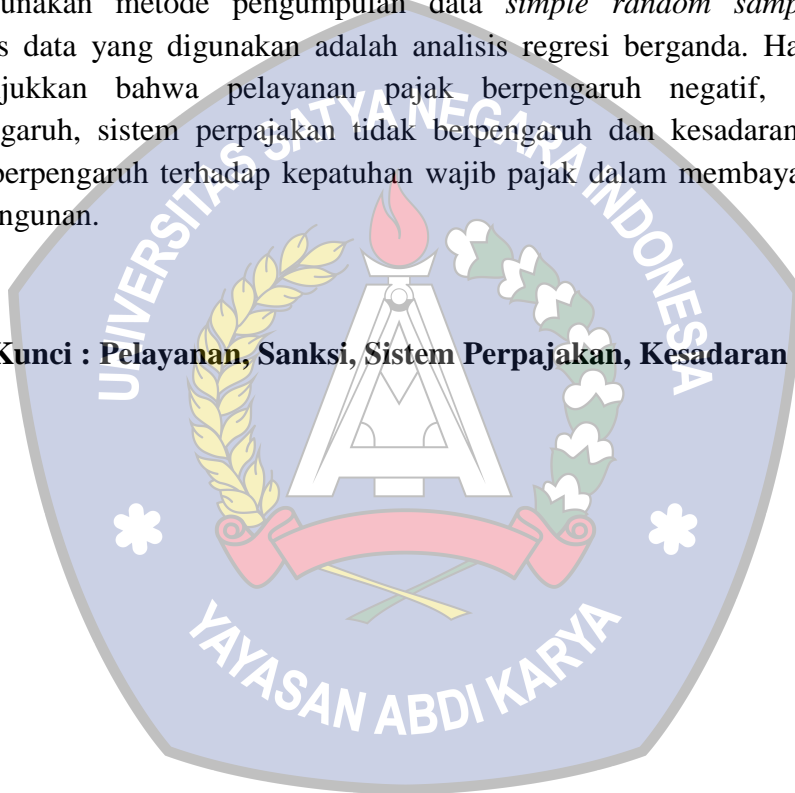 unakan metode pengumpulan data simple random samp
s data yang digunakan adalah analisis regresi berganda. Ha
jukkan bahwa pelayanan pajak berpengaruh negatif,
ngaruh, sistem perpajakan tidak berpengaruh dan kesadaran
berpengaruh terhadap kepatuhan wajib pajak dalam membaya
ngunan.
Kunci : Pelayanan, Sanksi, Sistem Perpajakan, Kesadaran
UNIVERSITAS SATYA NEGARA INDONESIA
YAYASAN ABDI KARYA